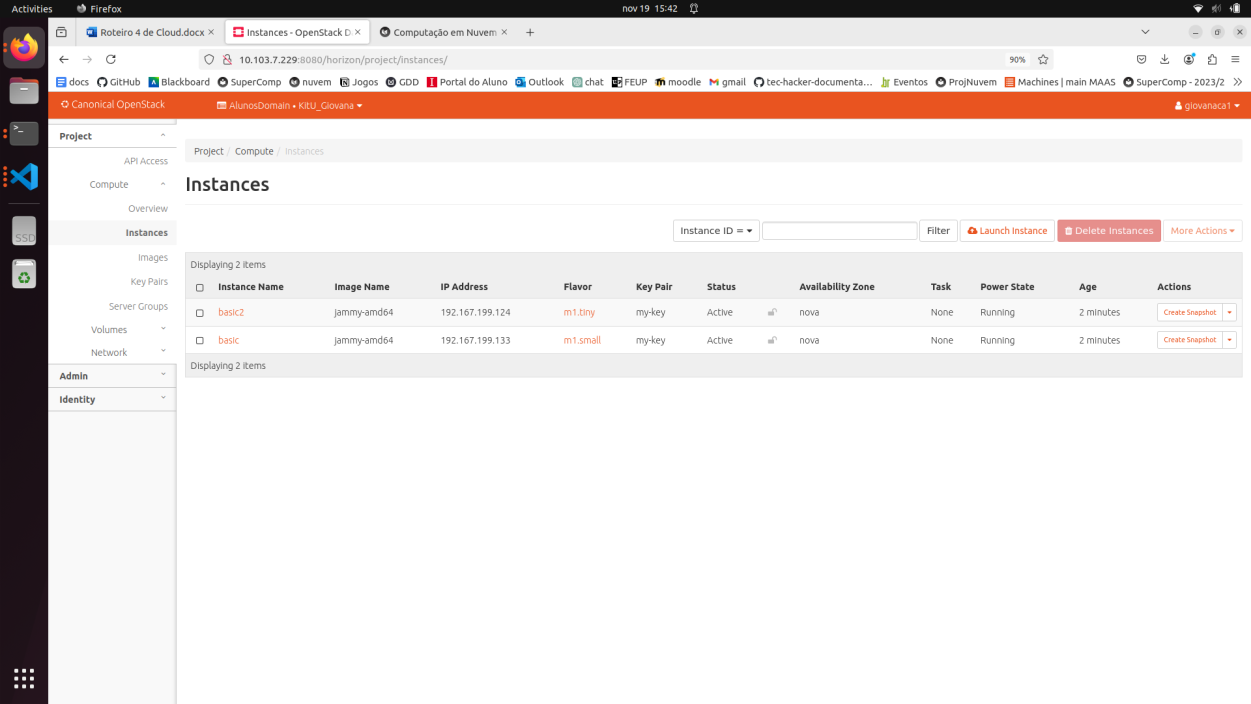 Activities Firefox nov 19 15:42
Roteiro 4 de Cloud.docx × Instances - OpenStack D × Computação em Nuvem × +
10.103.7.229:8080/horizon/project/instances/ 90%
docs GitHub Blackboard SuperComp nuvem Jogos GDD Portal do Aluno Outlook chat FEUP moodle gmail tec-hacker-documenta… Eventos ProjNuvem Machines | main MAAS SuperComp - 2023/2
Canonical OpenStack AlunosDomain • KitU_Giovana giovanaca1
Project
API Access
Compute
Overview
Instances
Images
Key Pairs
Server Groups
Volumes
Network
Admin
Identity
Project / Compute / Instances
Instances
Instance ID = Filter Launch Instance Delete Instances More Actions
Displaying 2 items
Instance Name Image Name IP Address Flavor Key Pair Status Availability Zone Task Power State Age Actions
basic2 jammy-amd64 192.167.199.124 m1.tiny my-key Active nova None Running 2 minutes Create Snapshot
basic jammy-amd64 192.167.199.133 m1.small my-key Active nova None Running 2 minutes Create Snapshot
Displaying 2 items
SSD